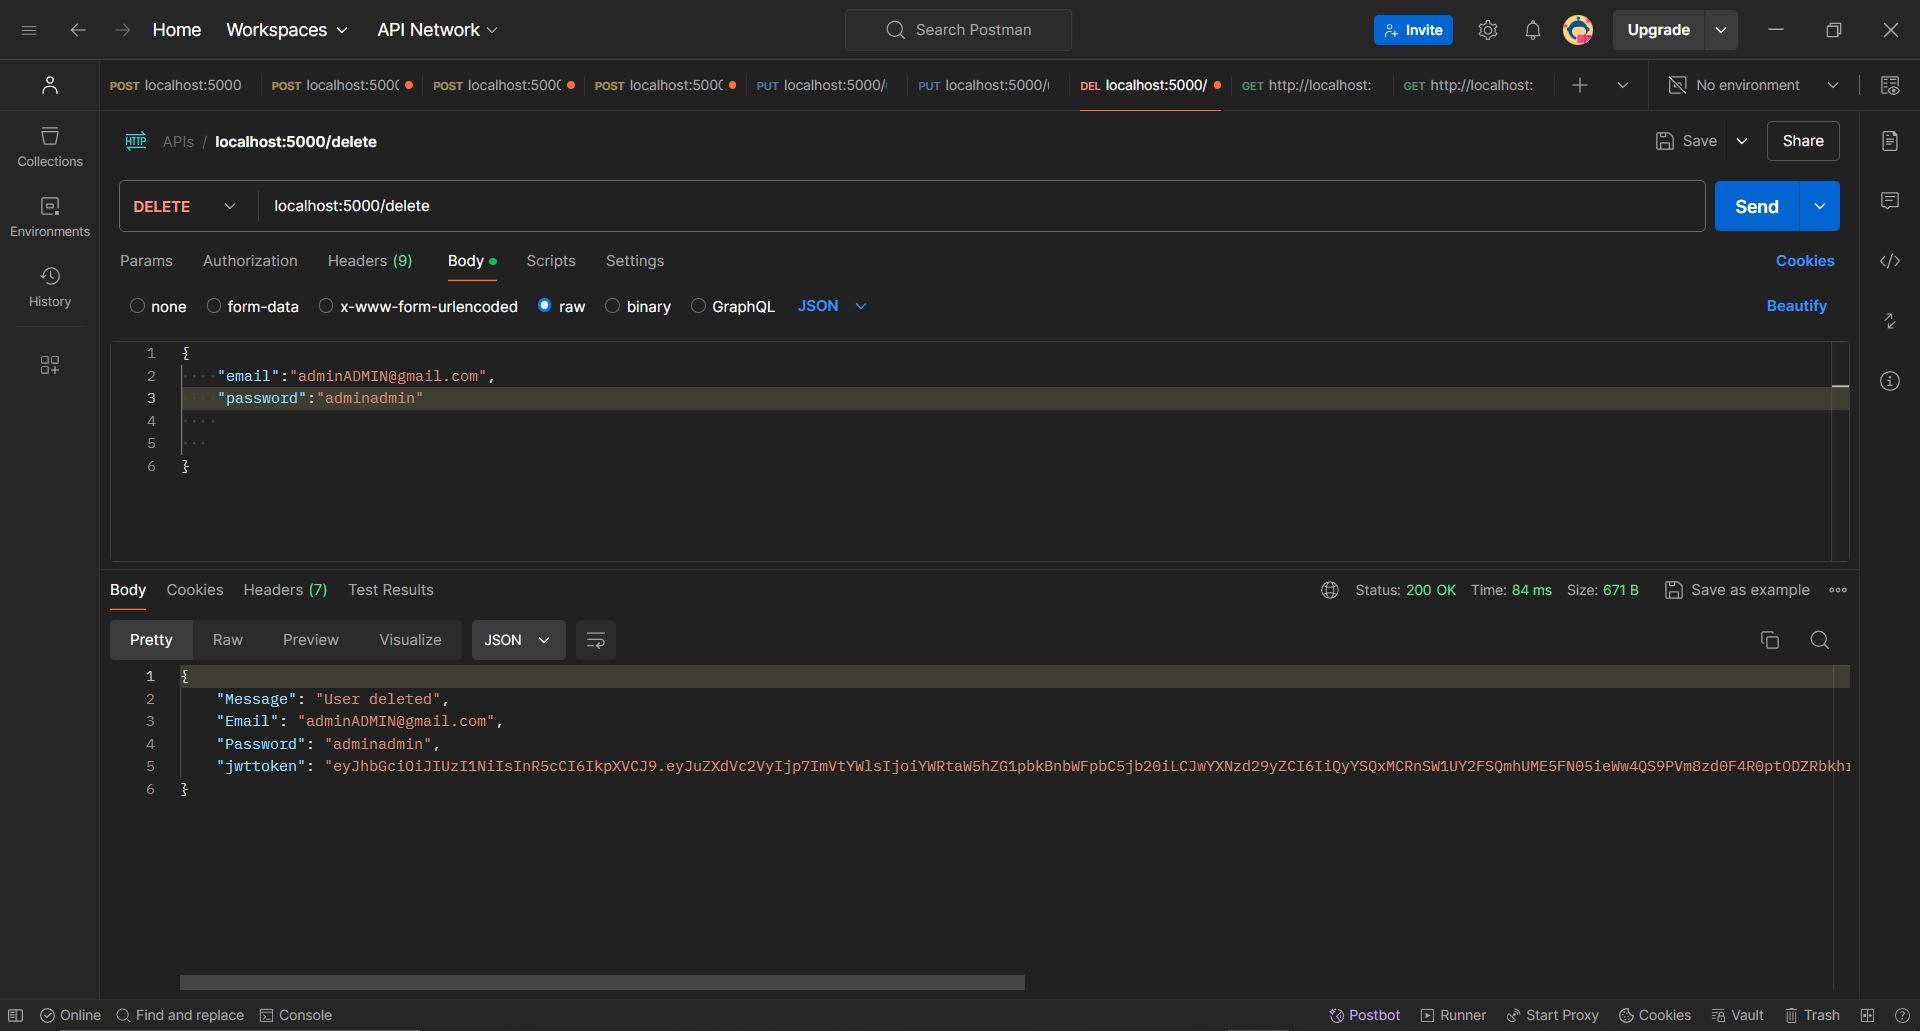 Home Workspaces API Network Search Postman Invite Upgrade
POST localhost:5000 POST localhost:500( POST localhost:500( POST localhost:500( PUT localhost:5000/ PUT localhost:5000/ DEL localhost:5000/ GET http://localhost: GET http://localhost: No environment
HTTP APIs / localhost:5000/delete Save Share
Collections
Environments
History
DELETE localhost:5000/delete Send
Params Authorization Headers (9) Body Scripts Settings Cookies
none form-data x-www-form-urlencoded raw binary GraphQL JSON Beautify
1 {
2 "email":"adminADMIN@gmail.com",
3 "password":"adminadmin"
4
5
6 }
Body Cookies Headers (7) Test Results Status: 200 OK Time: 84 ms Size: 671 B Save as example
Pretty Raw Preview Visualize JSON
1 {
2 "Message": "User deleted",
3 "Email": "adminADMIN@gmail.com",
4 "Password": "adminadmin",
5 "jwttoken":
6 }
Online Find and replace Console Postbot Runner Start Proxy Cookies Vault Trash